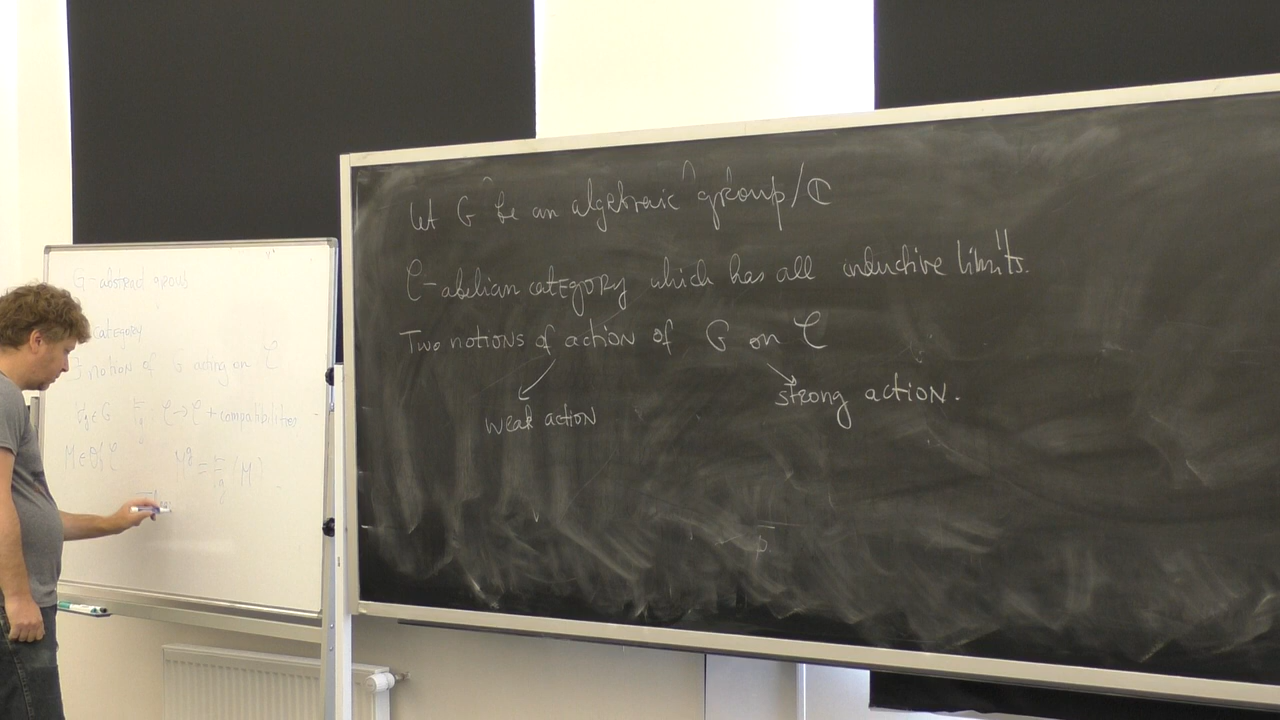 G-abstract group
category
∃ notion of G acting on C
∀g∈G F_g C→C + compatibilities
M∈Ob C M^g = F_g(M)
Let G be an algebraic group/ℂ
C-abelian category which has all inductive limits.
Two notions of action of G on C
weak action
strong action.